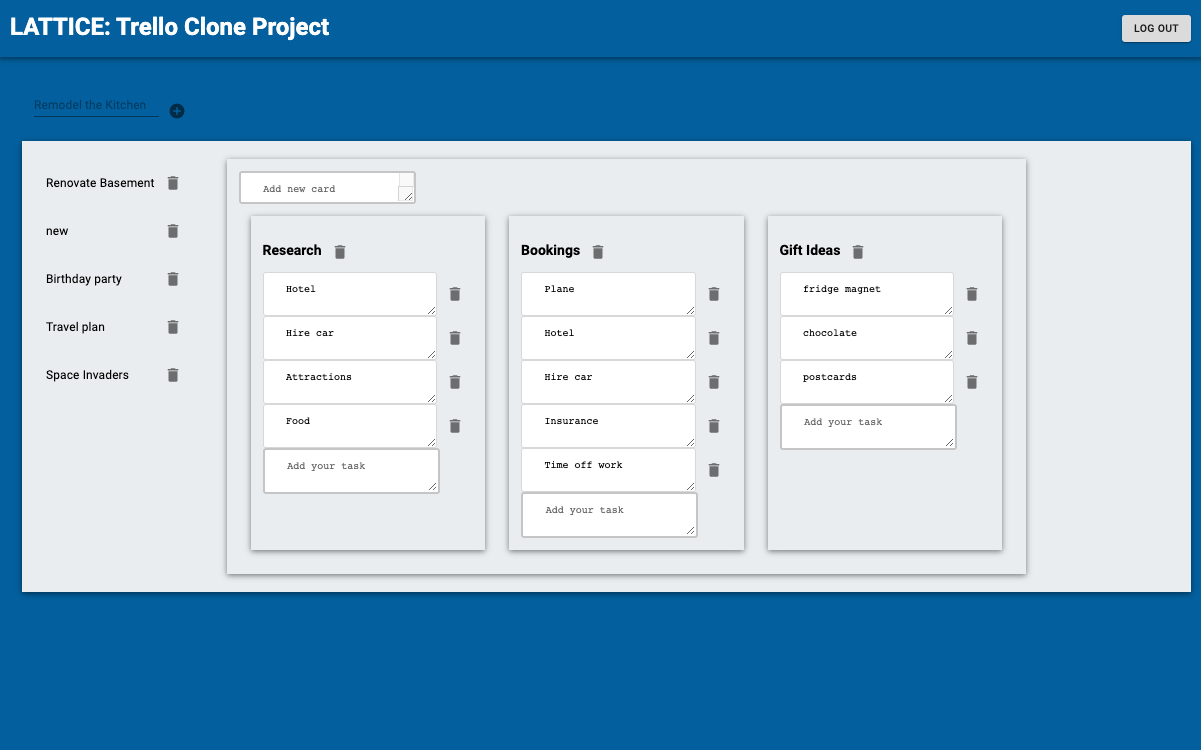 LATTICE: Trello Clone Project
LOG OUT
Remodel the Kitchen
Renovate Basement
new
Birthday party
Travel plan
Space Invaders
Add new card
Research
Hotel
Hire car
Attractions
Food
Add your task
Bookings
Plane
Hotel
Hire car
Insurance
Time off work
Add your task
Gift Ideas
fridge magnet
chocolate
postcards
Add your task